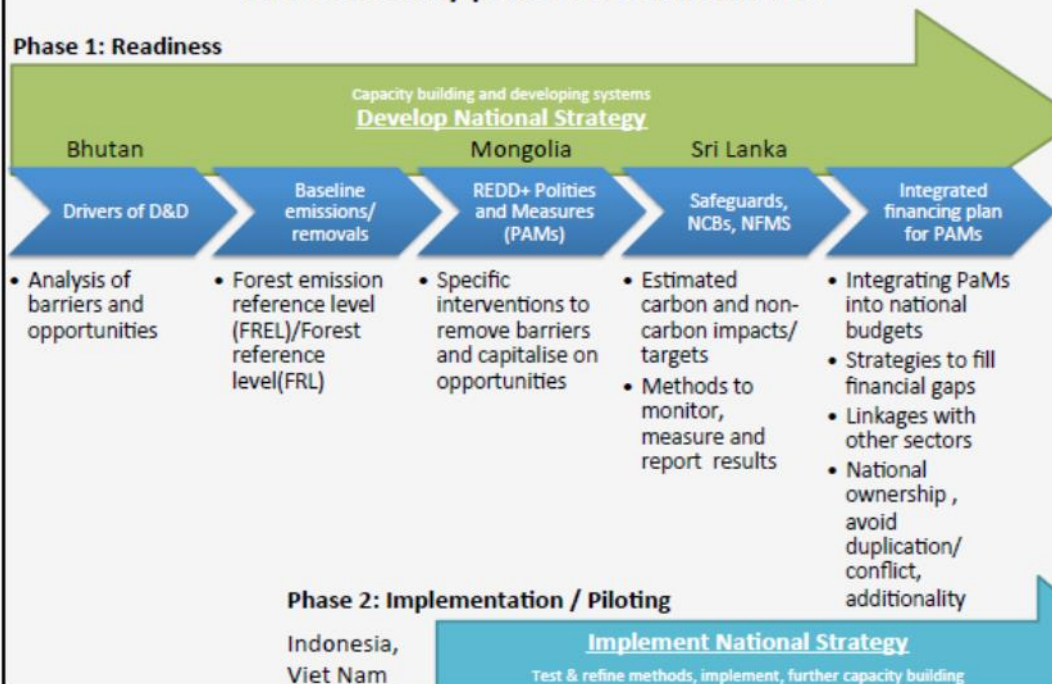 Phase 1: Readiness
Capacity building and developing systems
Develop National Strategy
Bhutan
Mongolia
Sri Lanka
Drivers of D&D
Baseline
emissions/
removals
REDD+ Polities
and Measures
(PAMs)
Safeguards,
NCBs, NFMS
Integrated
financing plan
for PAMs
• Analysis of
barriers and
opportunities
• Forest emission
reference level
(FREL)/Forest
reference
level(FRL)
• Specific
interventions to
remove barriers
and capitalise on
opportunities
• Estimated
carbon and non-
carbon impacts/
targets
• Methods to
monitor,
measure and
report results
• Integrating PaMs
into national
budgets
• Strategies to fill
financial gaps
• Linkages with
other sectors
• National
ownership ,
avoid
duplication/
conflict,
additionality
Phase 2: Implementation / Piloting
Indonesia,
Viet Nam
Implement National Strategy
Test & refine methods, implement, further capacity building